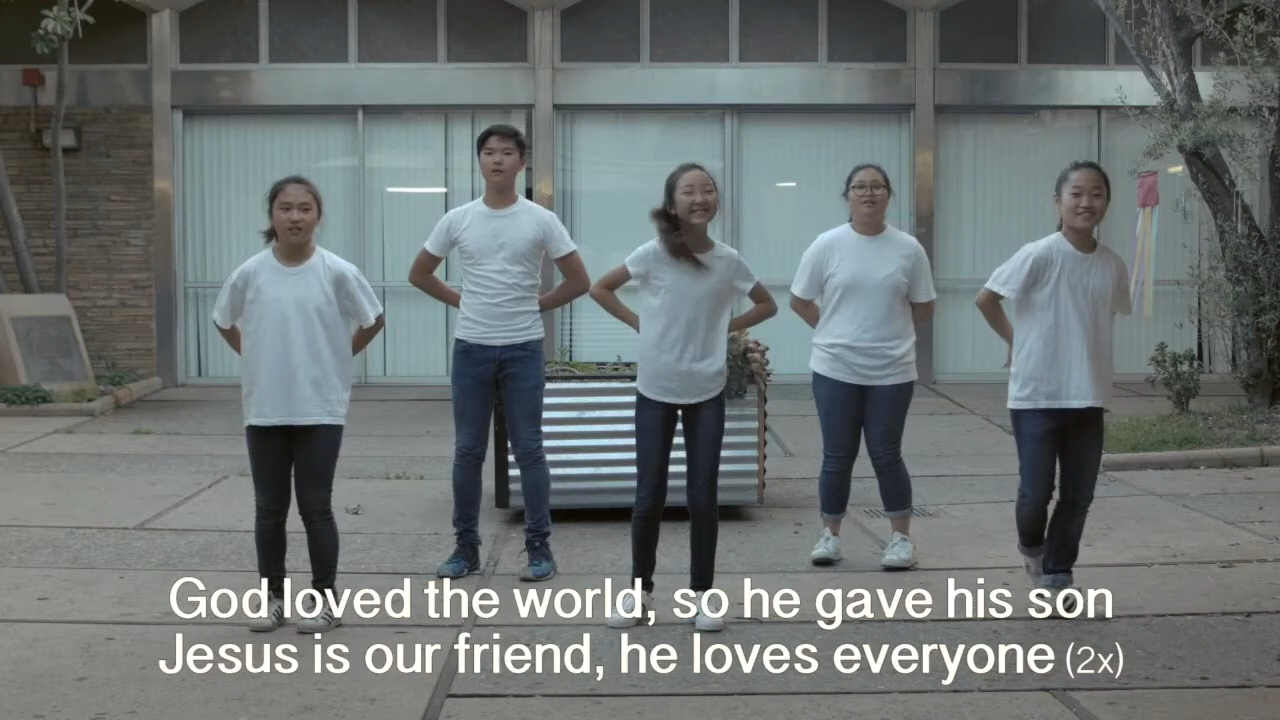 God loved the world, so he gave his son
Jesus is our friend, he loves everyone (2x)